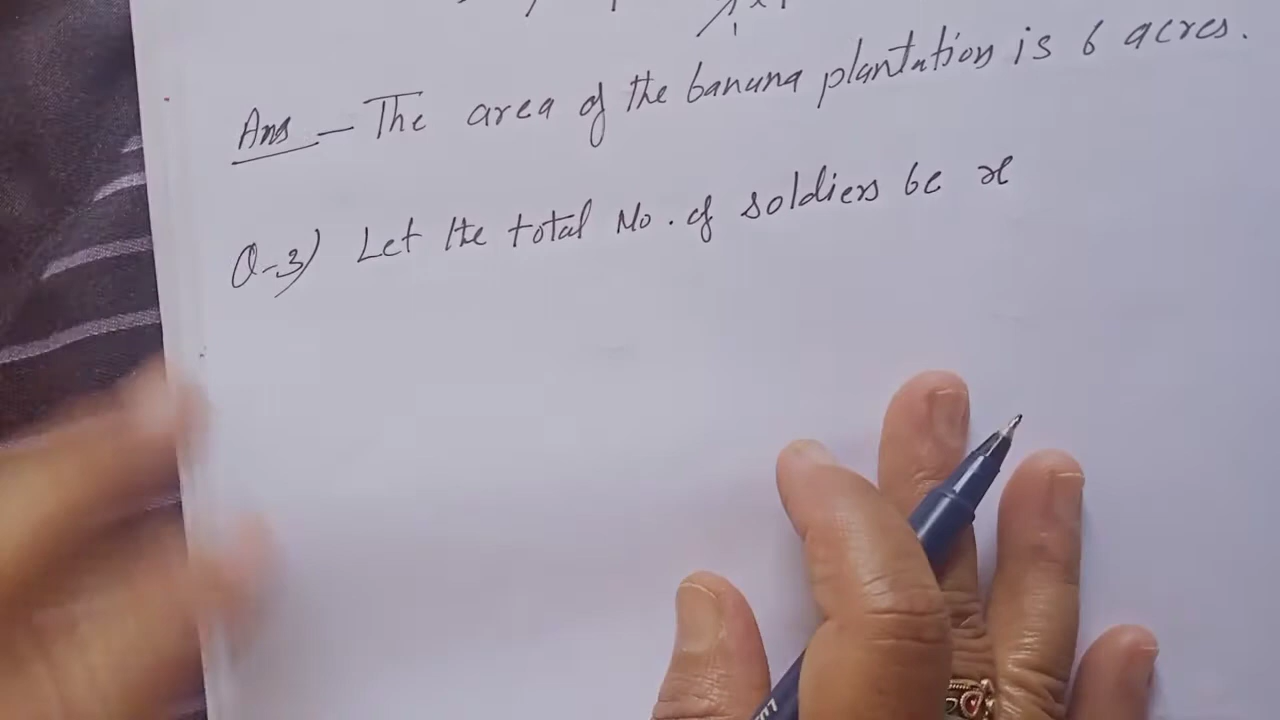 Ans — The area of the banana plantation is 6 acres.
Q-3) Let the total No. of soldiers be x